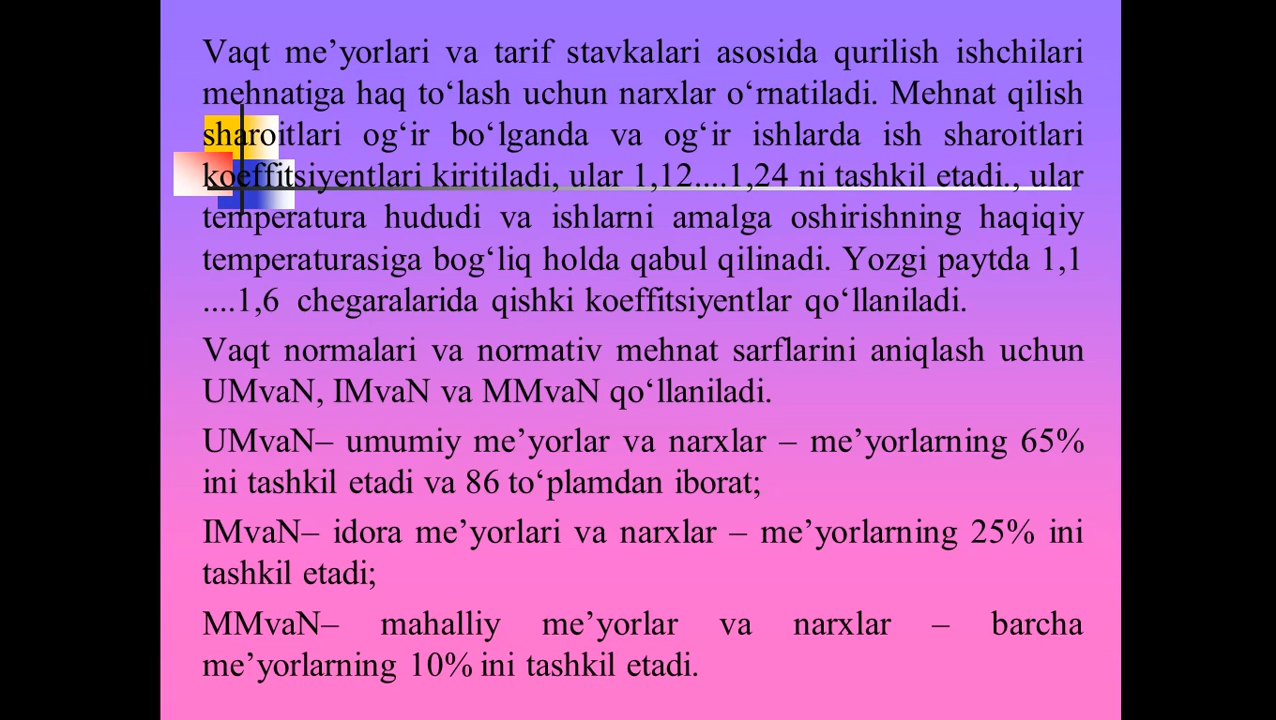 Vaqt me’yorlari va tarif stavkalari asosida qurilish ishchilari
mehnatiga haq to‘lash uchun narxlar o‘rnatiladi. Mehnat qilish
sharoitlari og‘ir bo‘lganda va og‘ir ishlarda ish sharoitlari
koeffitsiyentlari kiritiladi, ular 1,12....1,24 ni tashkil etadi., ular
temperatura hududi va ishlarni amalga oshirishning haqiqiy
temperaturasiga bog‘liq holda qabul qilinadi. Yozgi paytda 1,1
....1,6 chegaralarida qishki koeffitsiyentlar qo‘llaniladi.
Vaqt normalari va normativ mehnat sarflarini aniqlash uchun
UMvaN, IMvaN va MMvaN qo‘llaniladi.
UMvaN– umumiy me’yorlar va narxlar – me’yorlarning 65%
ini tashkil etadi va 86 to‘plamdan iborat;
IMvaN– idora me’yorlari va narxlar – me’yorlarning 25% ini
tashkil etadi;
MMvaN– mahalliy me’yorlar va narxlar – barcha
me’yorlarning 10% ini tashkil etadi.